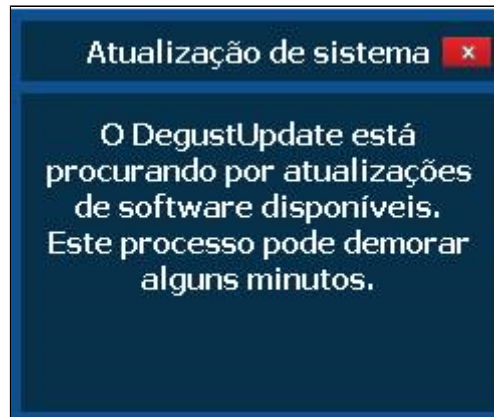 Atualização de sistema
O DegustUpdate está
procurando por atualizações
de software disponíveis.
Este processo pode demorar
alguns minutos.